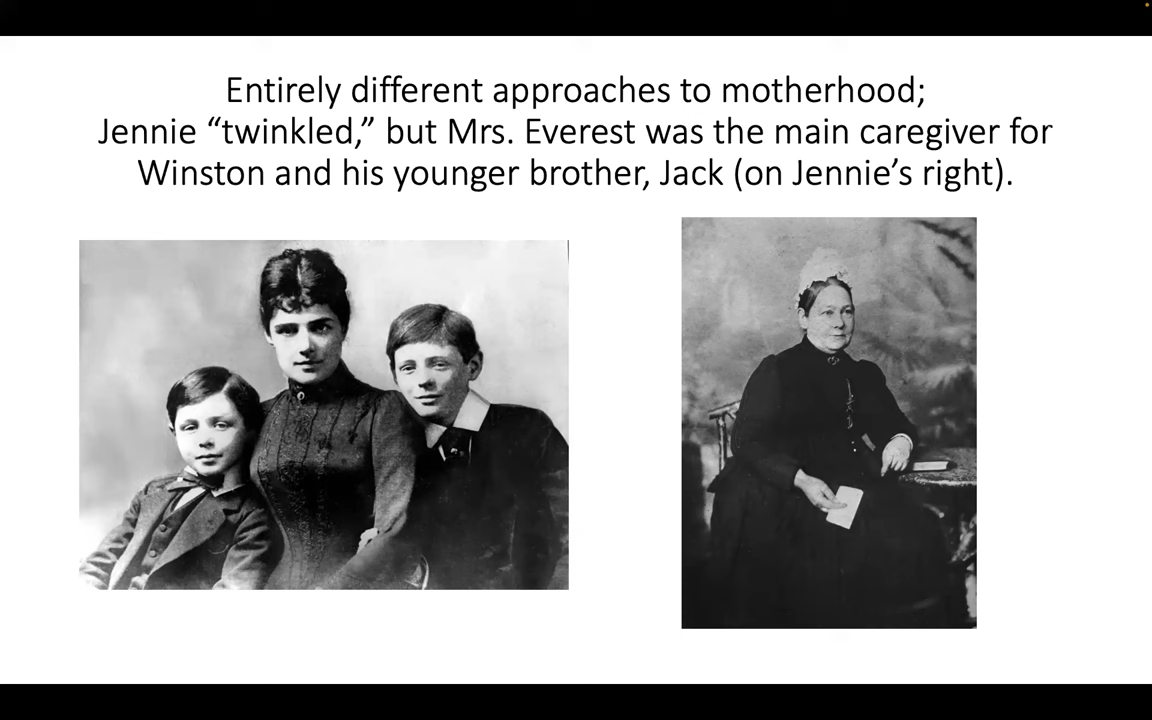 Entirely different approaches to motherhood;
Jennie “twinkled,” but Mrs. Everest was the main caregiver for
Winston and his younger brother, Jack (on Jennie’s right).